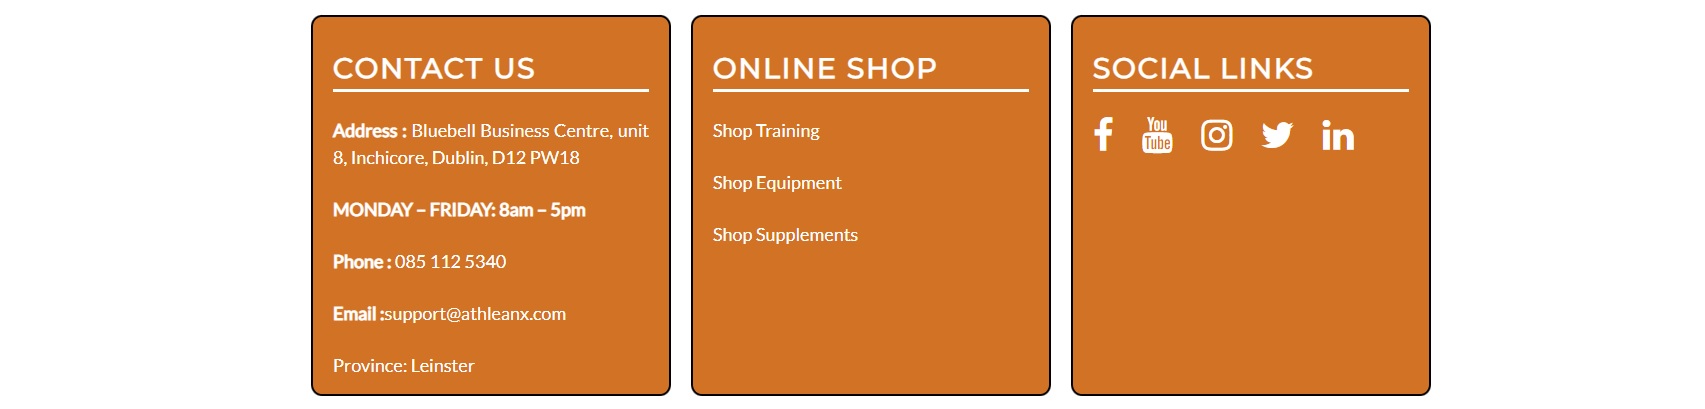 CONTACT US
Address : Bluebell Business Centre, unit
8, Inchicore, Dublin, D12 PW18
MONDAY – FRIDAY: 8am – 5pm
Phone : 085 112 5340
Email :support@athleanx.com
Province: Leinster
ONLINE SHOP
Shop Training
Shop Equipment
Shop Supplements
SOCIAL LINKS
You
Tube